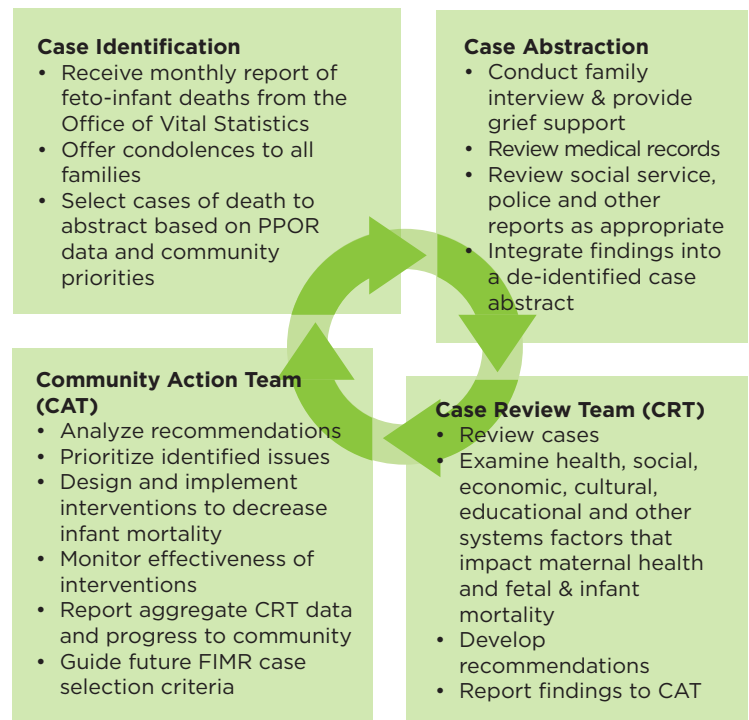 Case Identification
• Receive monthly report of
feto-infant deaths from the
Office of Vital Statistics
• Offer condolences to all
families
• Select cases of death to
abstract based on PPOR
data and community
priorities
Case Abstraction
• Conduct family
interview & provide
grief support
• Review medical records
• Review social service,
police and other
reports as appropriate
• Integrate findings into
a de-identified case
abstract
Community Action Team
(CAT)
• Analyze recommendations
• Prioritize identified issues
• Design and implement
interventions to decrease
infant mortality
• Monitor effectiveness of
interventions
• Report aggregate CRT data
and progress to community
• Guide future FIMR case
selection criteria
Case Review Team (CRT)
• Review cases
• Examine health, social,
economic, cultural,
educational and other
systems factors that
impact maternal health
and fetal & infant
mortality
• Develop
recommendations
• Report findings to CAT